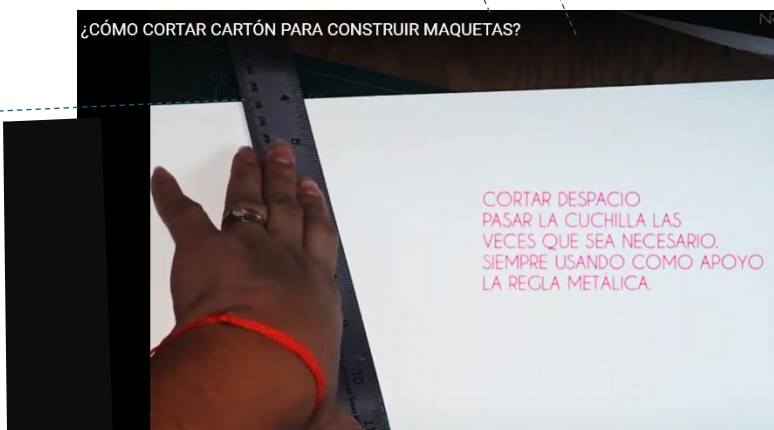 ¿CÓMO CORTAR CARTÓN PARA CONSTRUIR MAQUETAS?
CORTAR DESPACIO
PASAR LA CUCHILLA LAS
VECES QUE SEA NECESARIO.
SIEMPRE USANDO COMO APOYO
LA REGLA METÁLICA.